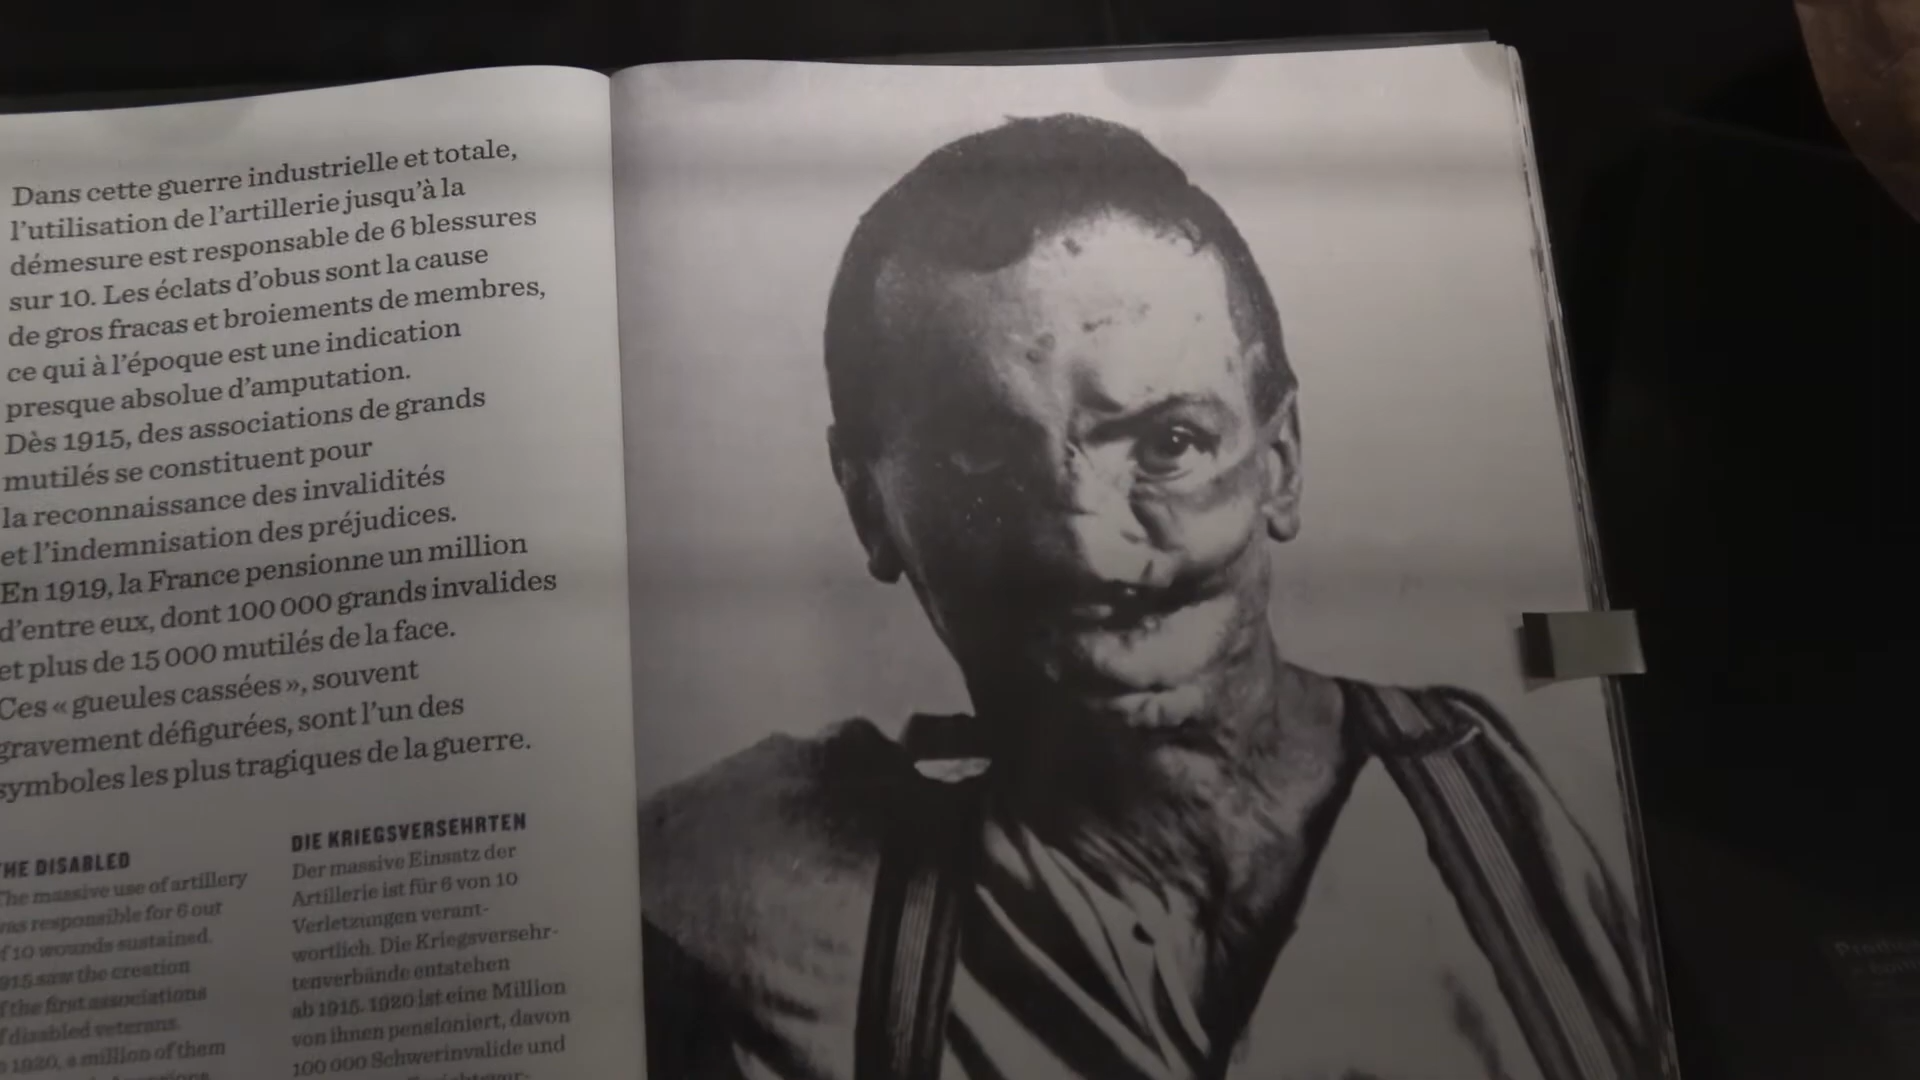 Dans cette guerre industrielle et totale,
l'utilisation de l'artillerie jusqu'à la
démesure est responsable de 6 blessures
sur 10. Les éclats d'obus sont la cause
de gros fracas et broiements de membres,
ce qui à l'époque est une indication
presque absolue d'amputation.
Dès 1915, des associations de grands
mutilés se constituent pour
la reconnaissance des invalidités
et l'indemnisation des préjudices.
En 1919, la France pensionne un million
d'entre eux, dont 100 000 grands invalides
et plus de 15 000 mutilés de la face.
Ces « gueules cassées », souvent
gravement défigurées, sont l'un des
symboles les plus tragiques de la guerre.
THE DISABLED
The massive use of artillery
was responsible for 6 out
of 10 wounds sustained.
1915 saw the creation
of the first associations
of disabled veterans.
1920, a million of them
DIE KRIEGSVERSEHRTEN
Der massive Einsatz der
Artillerie ist für 6 von 10
Verletzungen verant-
wortlich. Die Kriegsversehr-
tenverbände entstehen
ab 1915. 1920 ist eine Million
von ihnen pensioniert, davon
100 000 Schwerinvalide und